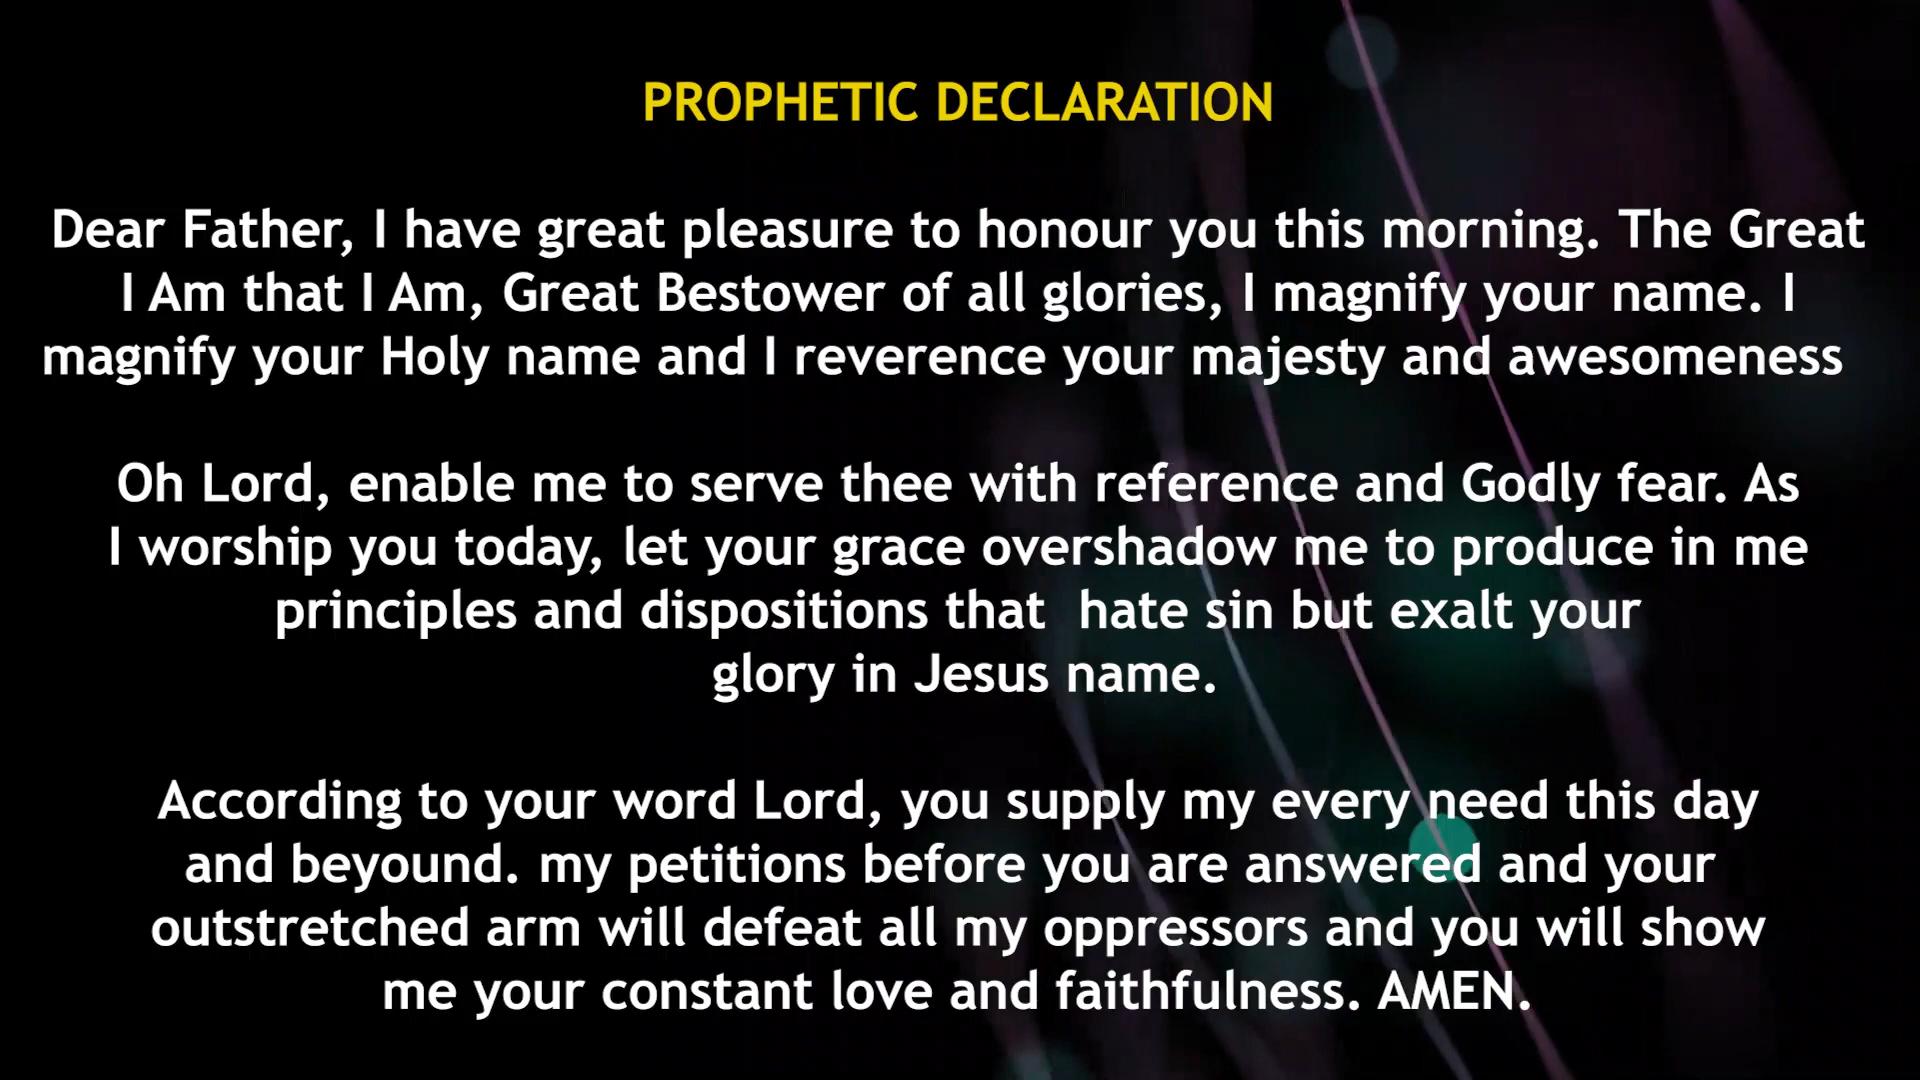 PROPHETIC DECLARATION
Dear Father, I have great pleasure to honour you this morning. The Great
I Am that I Am, Great Bestower of all glories, I magnify your name. I
magnify your Holy name and I reverence your majesty and awesomeness
Oh Lord, enable me to serve thee with reference and Godly fear. As
I worship you today, let your grace overshadow me to produce in me
principles and dispositions that  hate sin but exalt your
glory in Jesus name.
According to your word Lord, you supply my every need this day
and beyound. my petitions before you are answered and your
outstretched arm will defeat all my oppressors and you will show
me your constant love and faithfulness. AMEN.